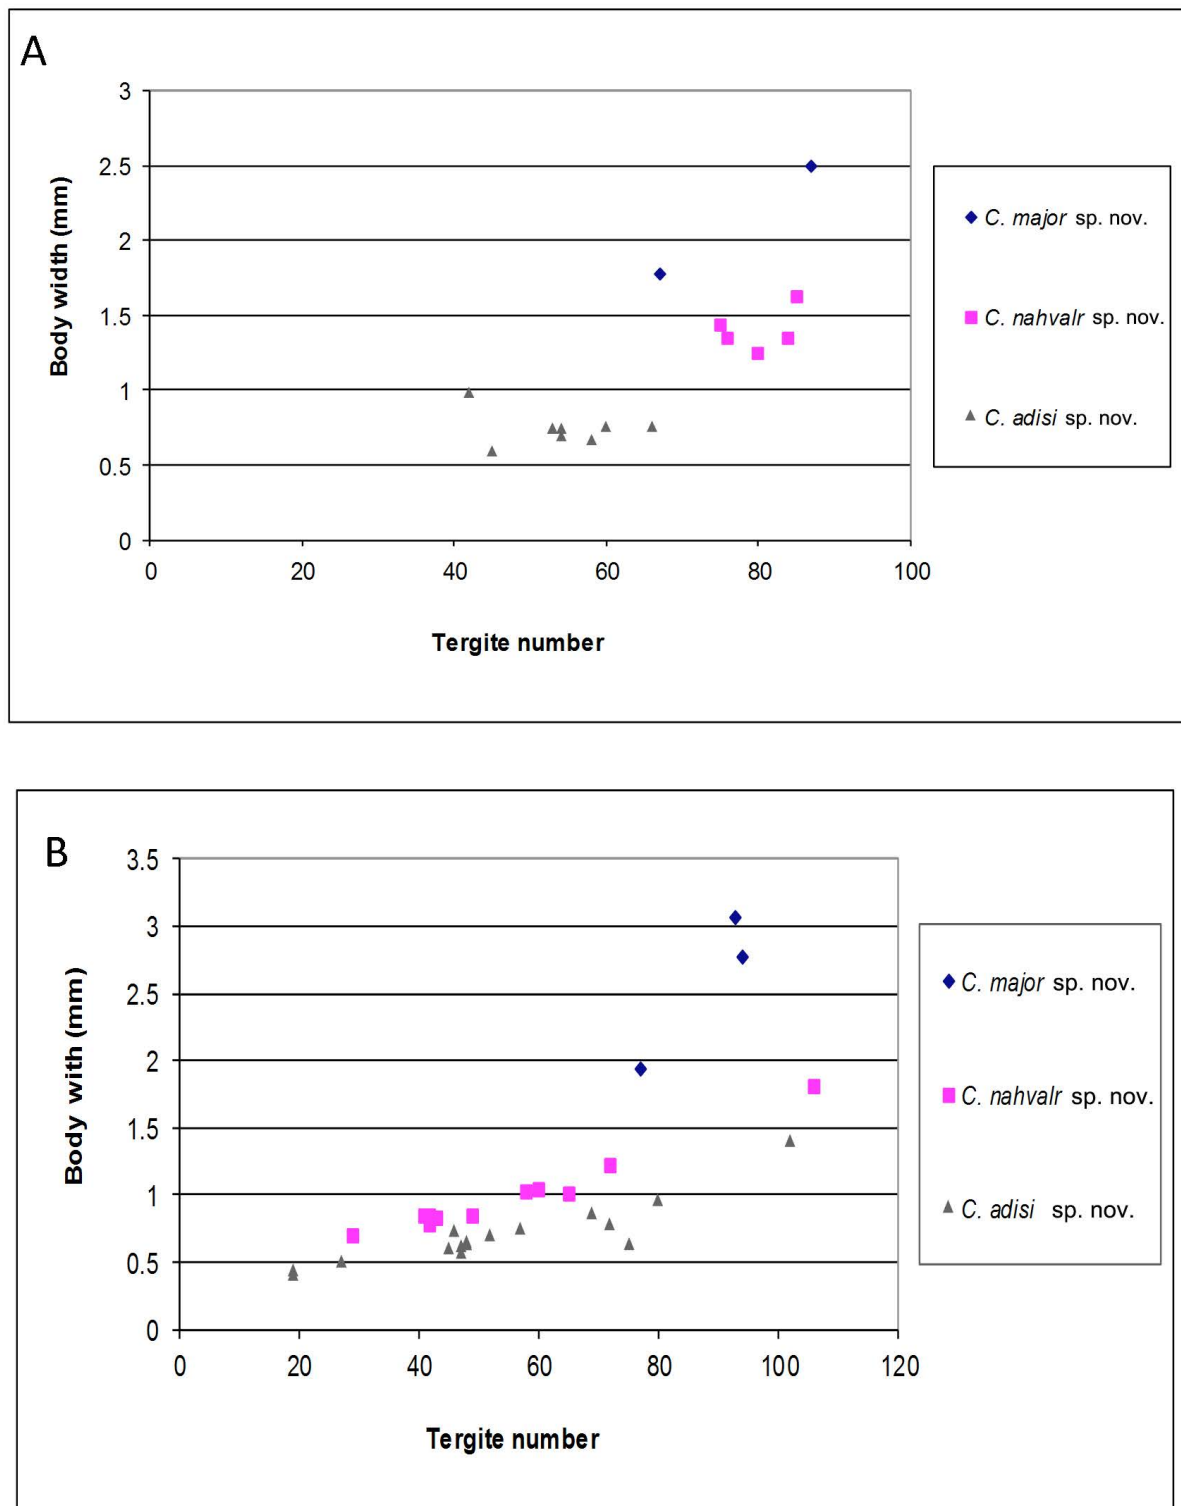 A
3
2.5
2
1.5
1
0.5
0
Body width (mm)
0 20 40 60 80 100
Tergite number
C. major sp. nov.
C. nahvalr sp. nov.
C. adisi sp. nov.
B
3.5
3
2.5
2
1.5
1
0.5
0
Body with (mm)
0 20 40 60 80 100 120
Tergite number
C. major sp. nov.
C. nahvalr sp. nov.
C. adisi sp. nov.